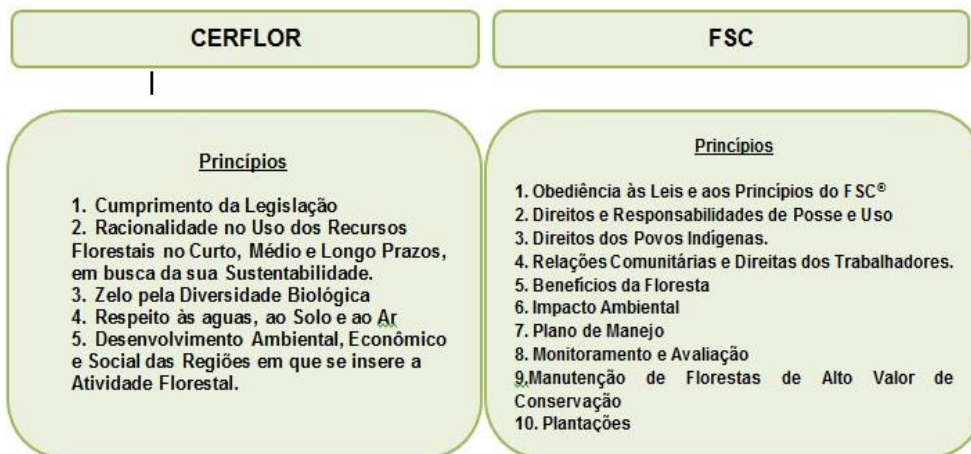 CERFLOR
Princípios
1. Cumprimento da Legislação
2. Racionalidade no Uso dos Recursos
Florestais no Curto, Médio e Longo Prazos,
em busca da sua Sustentabilidade.
3. Zelo pela Diversidade Biológica
4. Respeito às aguas, ao Solo e ao Ar
5. Desenvolvimento Ambiental, Econômico
e Social das Regiões em que se insere a
Atividade Florestal.
FSC
Princípios
1. Obediência às Leis e aos Princípios do FSC®
2. Direitos e Responsabilidades de Posse e Uso
3. Direitos dos Povos Indígenas.
4. Relações Comunitárias e Direitas dos Trabalhadores.
5. Benefícios da Floresta
6. Impacto Ambiental
7. Plano de Manejo
8. Monitoramento e Avaliação
9.Manutenção de Florestas de Alto Valor de
Conservação
10. Plantações